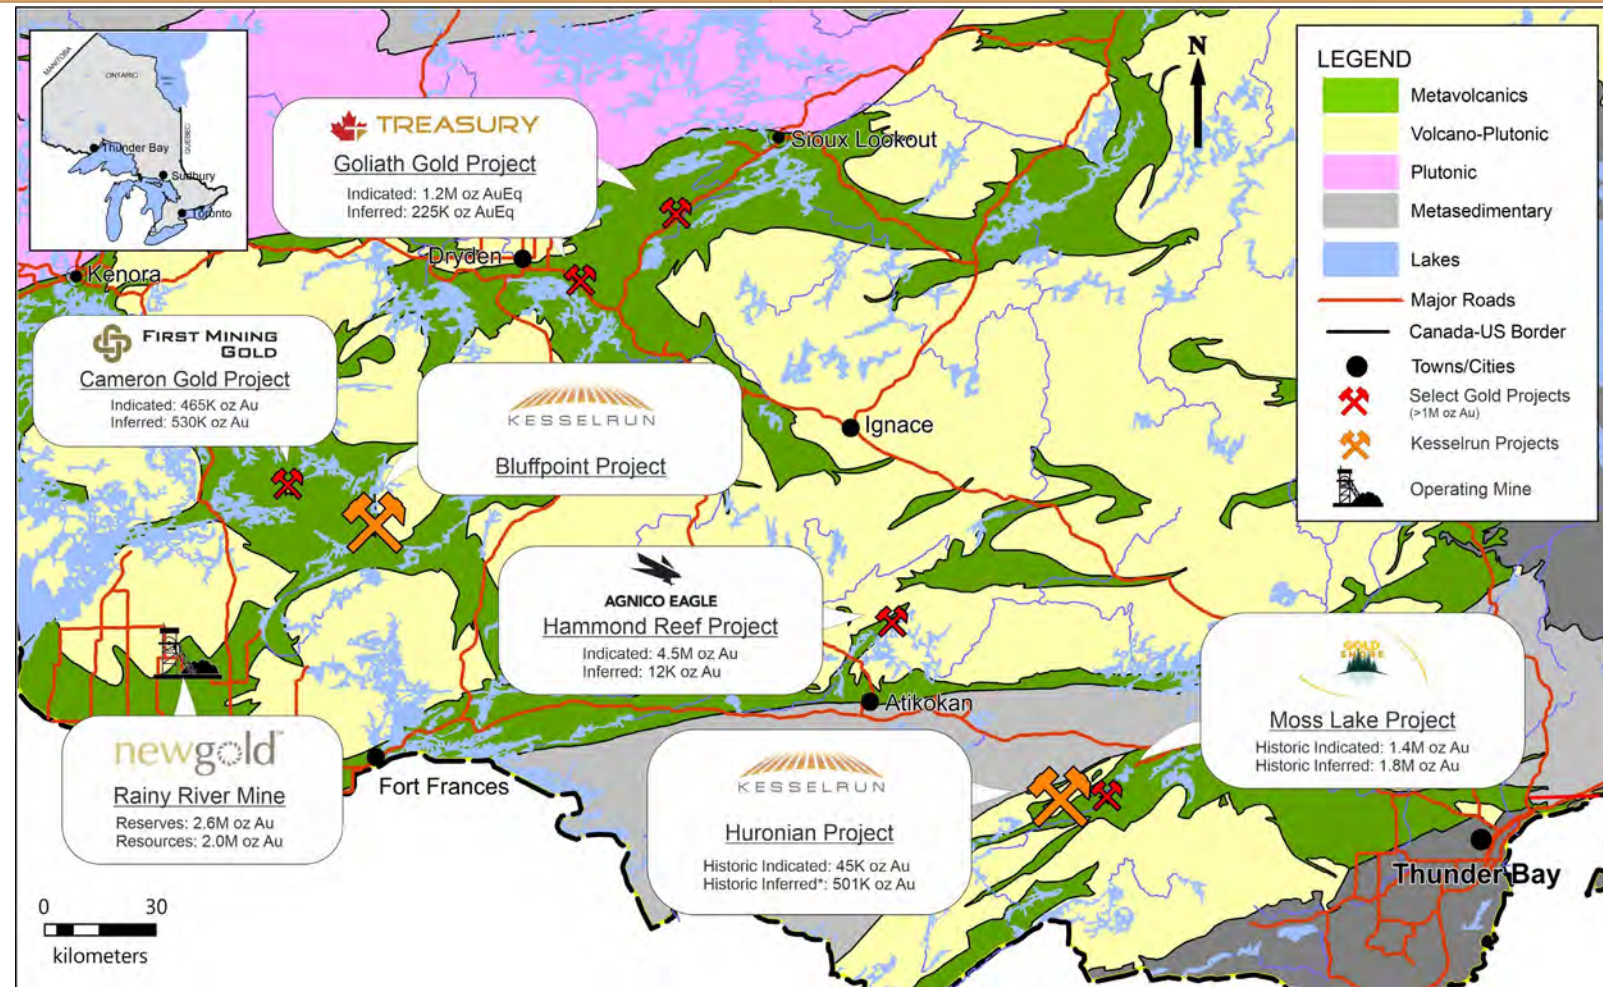 MANITOBA
ONTARIO
QUEBEC
Thunder Bay
Sudbury
Toronto
TREASURY
Goliath Gold Project
Indicated: 1.2M oz AuEq
Inferred: 225K oz AuEq
N
LEGEND
Metavolcanics
Volcano-Plutonic
Plutonic
Metasedimentary
Lakes
Major Roads
Canada-US Border
Towns/Cities
Select Gold Projects
(>1M oz Au)
Kesselrun Projects
Operating Mine
Sioux Lookout
Dryden
Kenora
FIRST MINING
GOLD
Cameron Gold Project
Indicated: 465K oz Au
Inferred: 530K oz Au
KESSELRUN
Bluffpoint Project
Ignace
AGNICO EAGLE
Hammond Reef Project
Indicated: 4.5M oz Au
Inferred: 12K oz Au
Atikokan
GOLD
SHORE
Moss Lake Project
Historic Indicated: 1.4M oz Au
Historic Inferred: 1.8M oz Au
newgold™
Rainy River Mine
Reserves: 2.6M oz Au
Resources: 2.0M oz Au
Fort Frances
KESSELRUN
Huronian Project
Historic Indicated: 45K oz Au
Historic Inferred*: 501K oz Au
Thunder Bay
0 30
kilometers